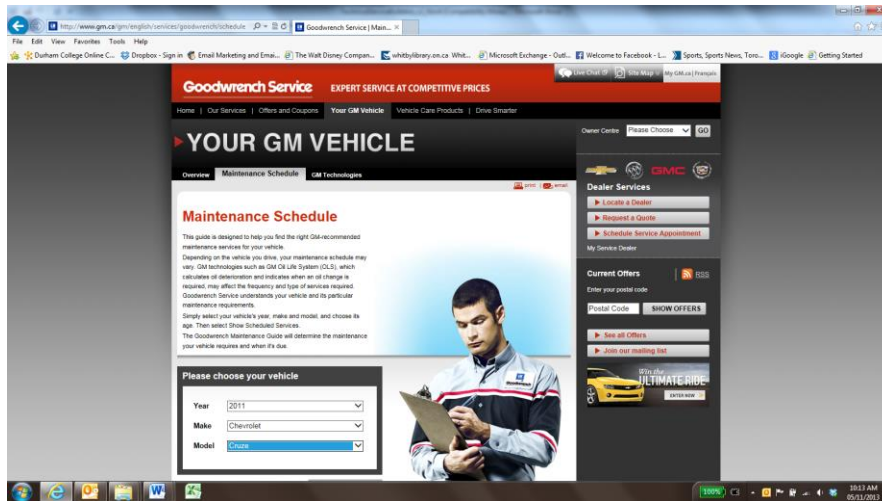 http://www.gm.ca/gm/english/services/goodwrench/schedule
Goodwrench Service | Main...
File Edit View Favorites Tools Help
Durham College Online C... Dropbox - Sign in Email Marketing and Emai... The Walt Disney Compan... whitbylibrary.on.ca Whit... Microsoft Exchange - Outl... Welcome to Facebook - L... Sports, Sports News, Toro... iGoogle Getting Started
Live Chat Site Map My GM.ca | Français
Goodwrench Service EXPERT SERVICE AT COMPETITIVE PRICES
Home | Our Services | Offers and Coupons Your GM Vehicle Vehicle Care Products | Drive Smarter
YOUR GM VEHICLE
Overview Maintenance Schedule GM Technologies
print | email
Maintenance Schedule
This guide is designed to help you find the right GM-recommended
maintenance services for your vehicle.
Depending on the vehicle you drive, your maintenance schedule may
vary. GM technologies such as GM Oil Life System (OLS), which
calculates oil deterioration and indicates when an oil change is
required, may affect the frequency and type of services required.
Goodwrench Service understands your vehicle and its particular
maintenance requirements.
Simply select your vehicle's year, make and model, and choose its
age. Then select Show Scheduled Services.
The Goodwrench Maintenance Guide will determine the maintenance
your vehicle requires and when it's due.
Please choose your vehicle
Year 2011
Make Chevrolet
Model Cruze
Goodwrench
Owner Centre Please Choose GO
GMC
Dealer Services
Locate a Dealer
Request a Quote
Schedule Service Appointment
My Service Dealer
Current Offers | RSS
Enter your postal code
Postal Code SHOW OFFERS
See all Offers
Join our mailing list
Win the
ULTIMATE RIDE
ENTER NOW
100%
10:13 AM
05/11/2013